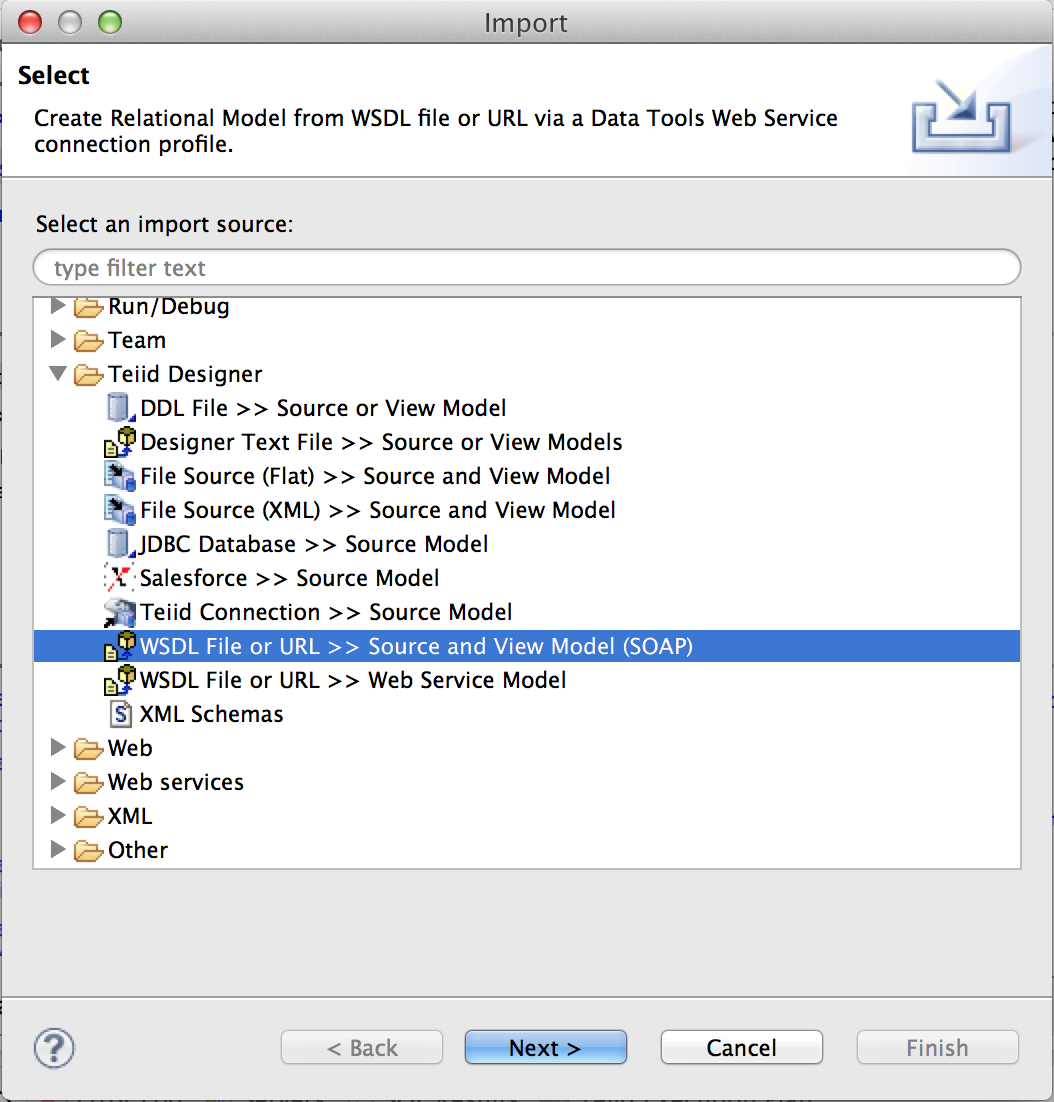 Import
Select
Create Relational Model from WSDL file or URL via a Data Tools Web Service
connection profile.
Select an import source:
type filter text
Run/Debug
Team
Teiid Designer
DDL File >> Source or View Model
Designer Text File >> Source or View Models
File Source (Flat) >> Source and View Model
File Source (XML) >> Source and View Model
JDBC Database >> Source Model
Salesforce >> Source Model
Teiid Connection >> Source Model
WSDL File or URL >> Source and View Model (SOAP)
WSDL File or URL >> Web Service Model
XML Schemas
Web
Web services
XML
Other
< Back
Next >
Cancel
Finish